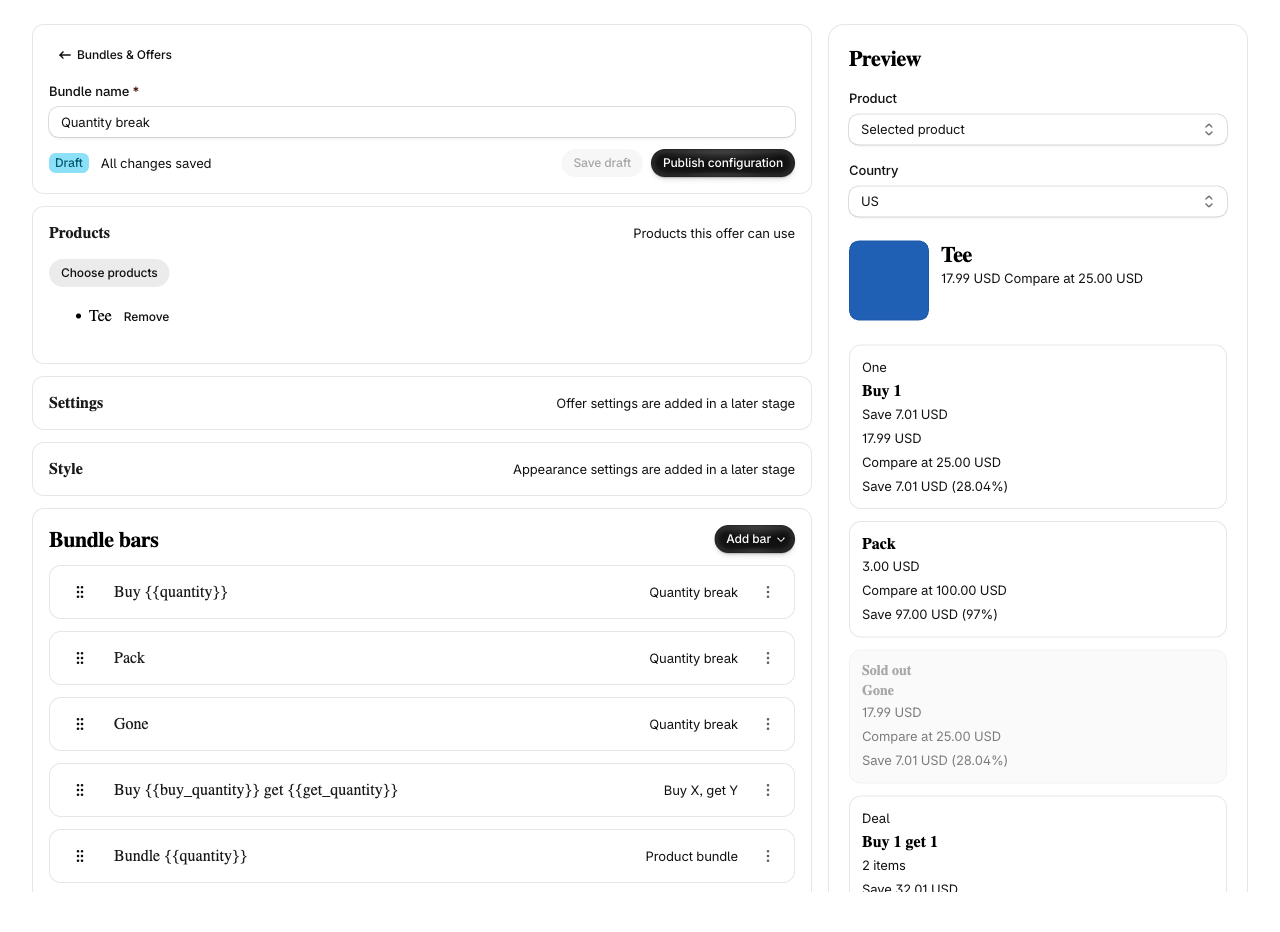 Bundles & Offers
Bundle name *
Quantity break
Draft All changes saved Save draft Publish configuration
Products Products this offer can use
Choose products
• Tee Remove
Settings Offer settings are added in a later stage
Style Appearance settings are added in a later stage
Bundle bars Add bar
Buy {{quantity}} Quantity break
Pack Quantity break
Gone Quantity break
Buy {{buy_quantity}} get {{get_quantity}} Buy X, get Y
Bundle {{quantity}} Product bundle
Preview
Product
Selected product
Country
US
Tee
17.99 USD Compare at 25.00 USD
One
Buy 1
Save 7.01 USD
17.99 USD
Compare at 25.00 USD
Save 7.01 USD (28.04%)
Pack
3.00 USD
Compare at 100.00 USD
Save 97.00 USD (97%)
Sold out
Gone
17.99 USD
Compare at 25.00 USD
Save 7.01 USD (28.04%)
Deal
Buy 1 get 1
2 items
Save 32.01 USD